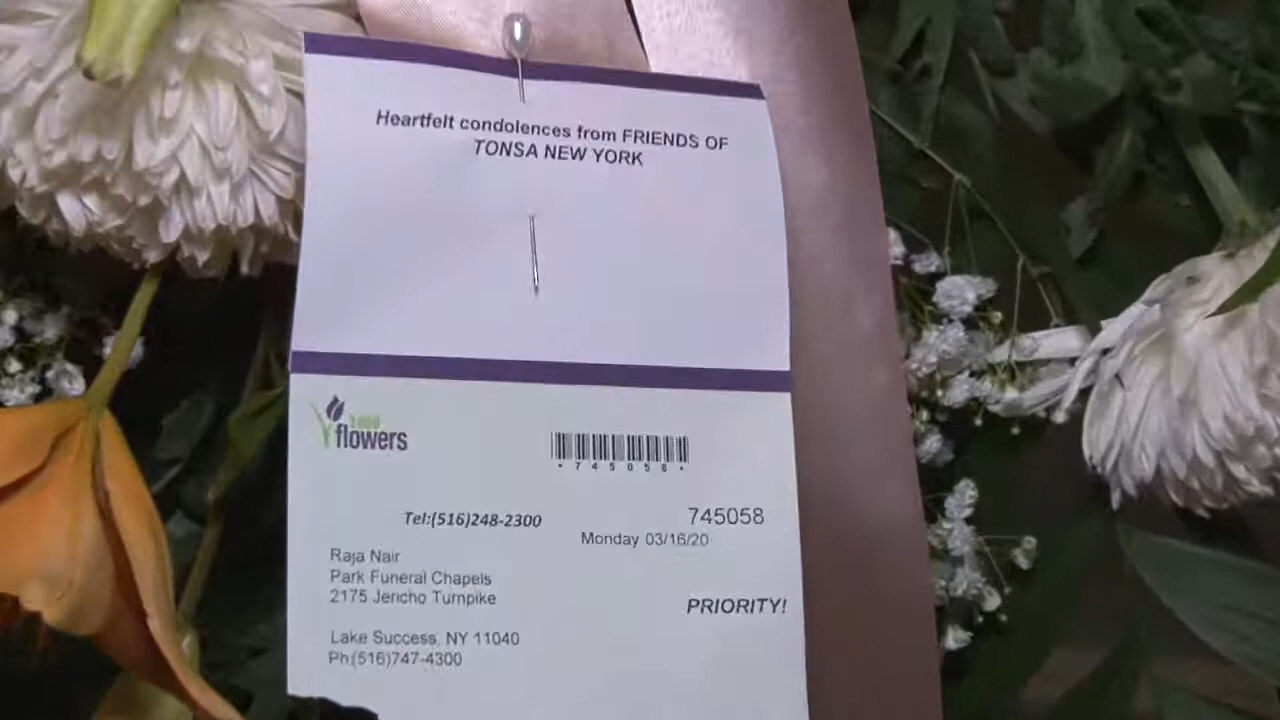 Heartfelt condolences from FRIENDS OF
TONSA NEW YORK
flowers
*745058*
Tel:(516)248-2300
745058
Monday 03/16/20
Raja Nair
Park Funeral Chapels
2175 Jericho Turnpike
PRIORITY!
Lake Success, NY 11040
Ph:(516)747-4300